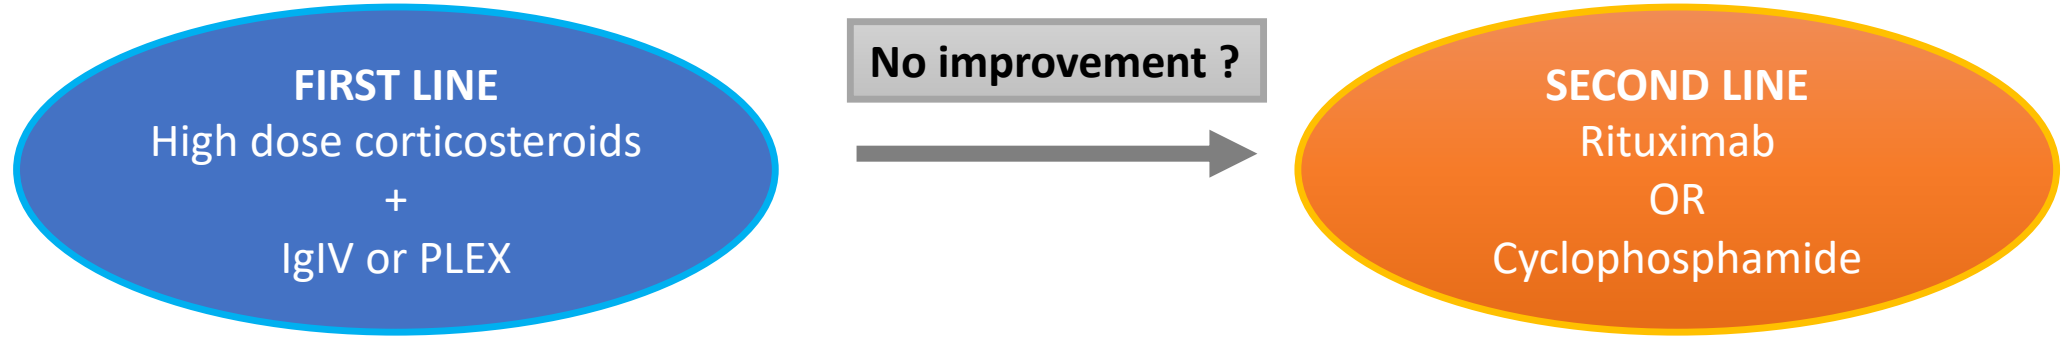 FIRST LINE
High dose corticosteroids
+
IgIV or PLEX
No improvement ?
SECOND LINE
Rituximab
OR
Cyclophosphamide